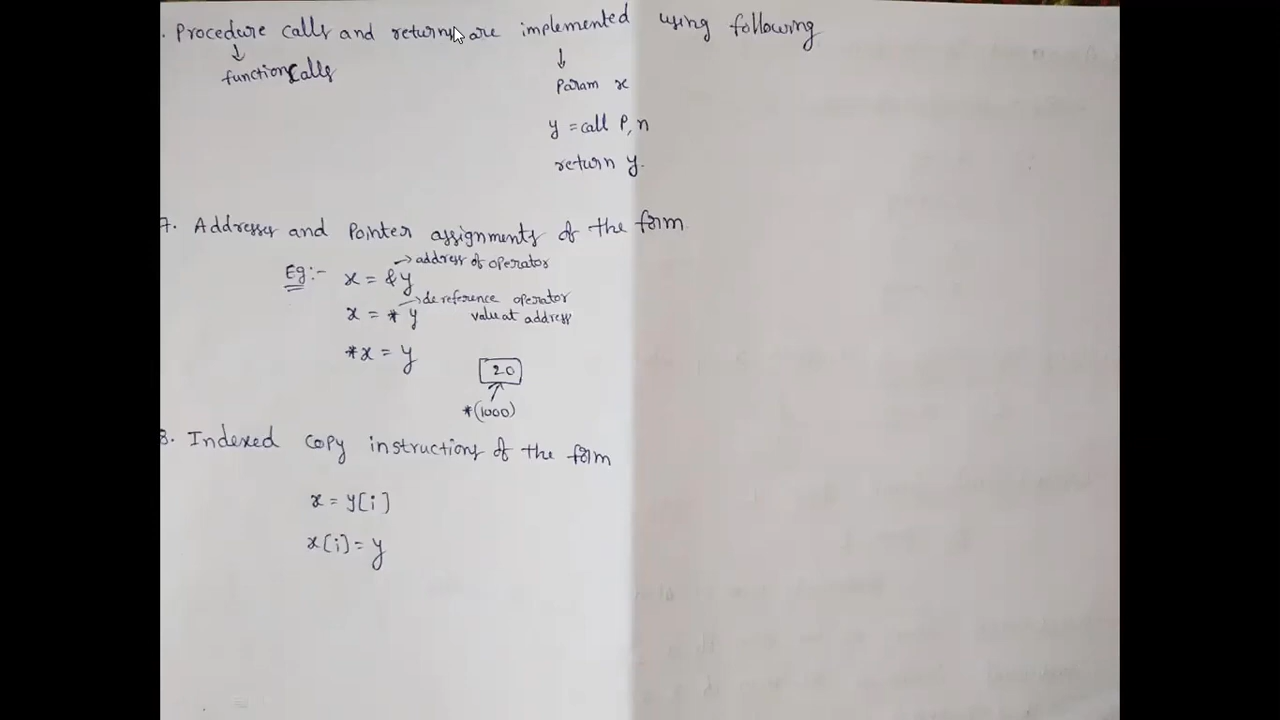 . Procedure calls and returns are implemented using following
↓ ↓
function calls
Param x
y = call P, n
return y.
7. Addresses and Pointer assignments of the form
Eg:- x = &y → address of operator
x = * y → de reference operator
value at address
*x = y
20
*(1000)
8. Indexed copy instructions of the form
x = y[i]
x[i] = y